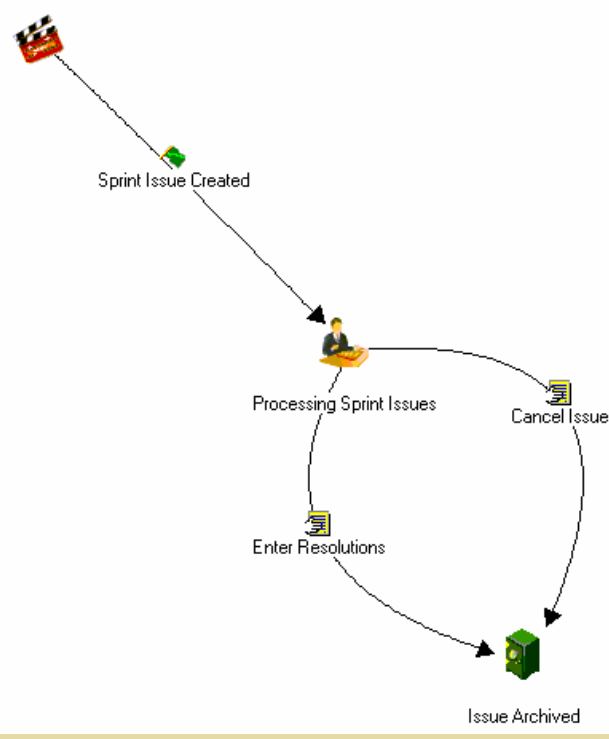 Sprint Issue Created
Processing Sprint Issues
Cancel Issue
Enter Resolutions
Issue Archived